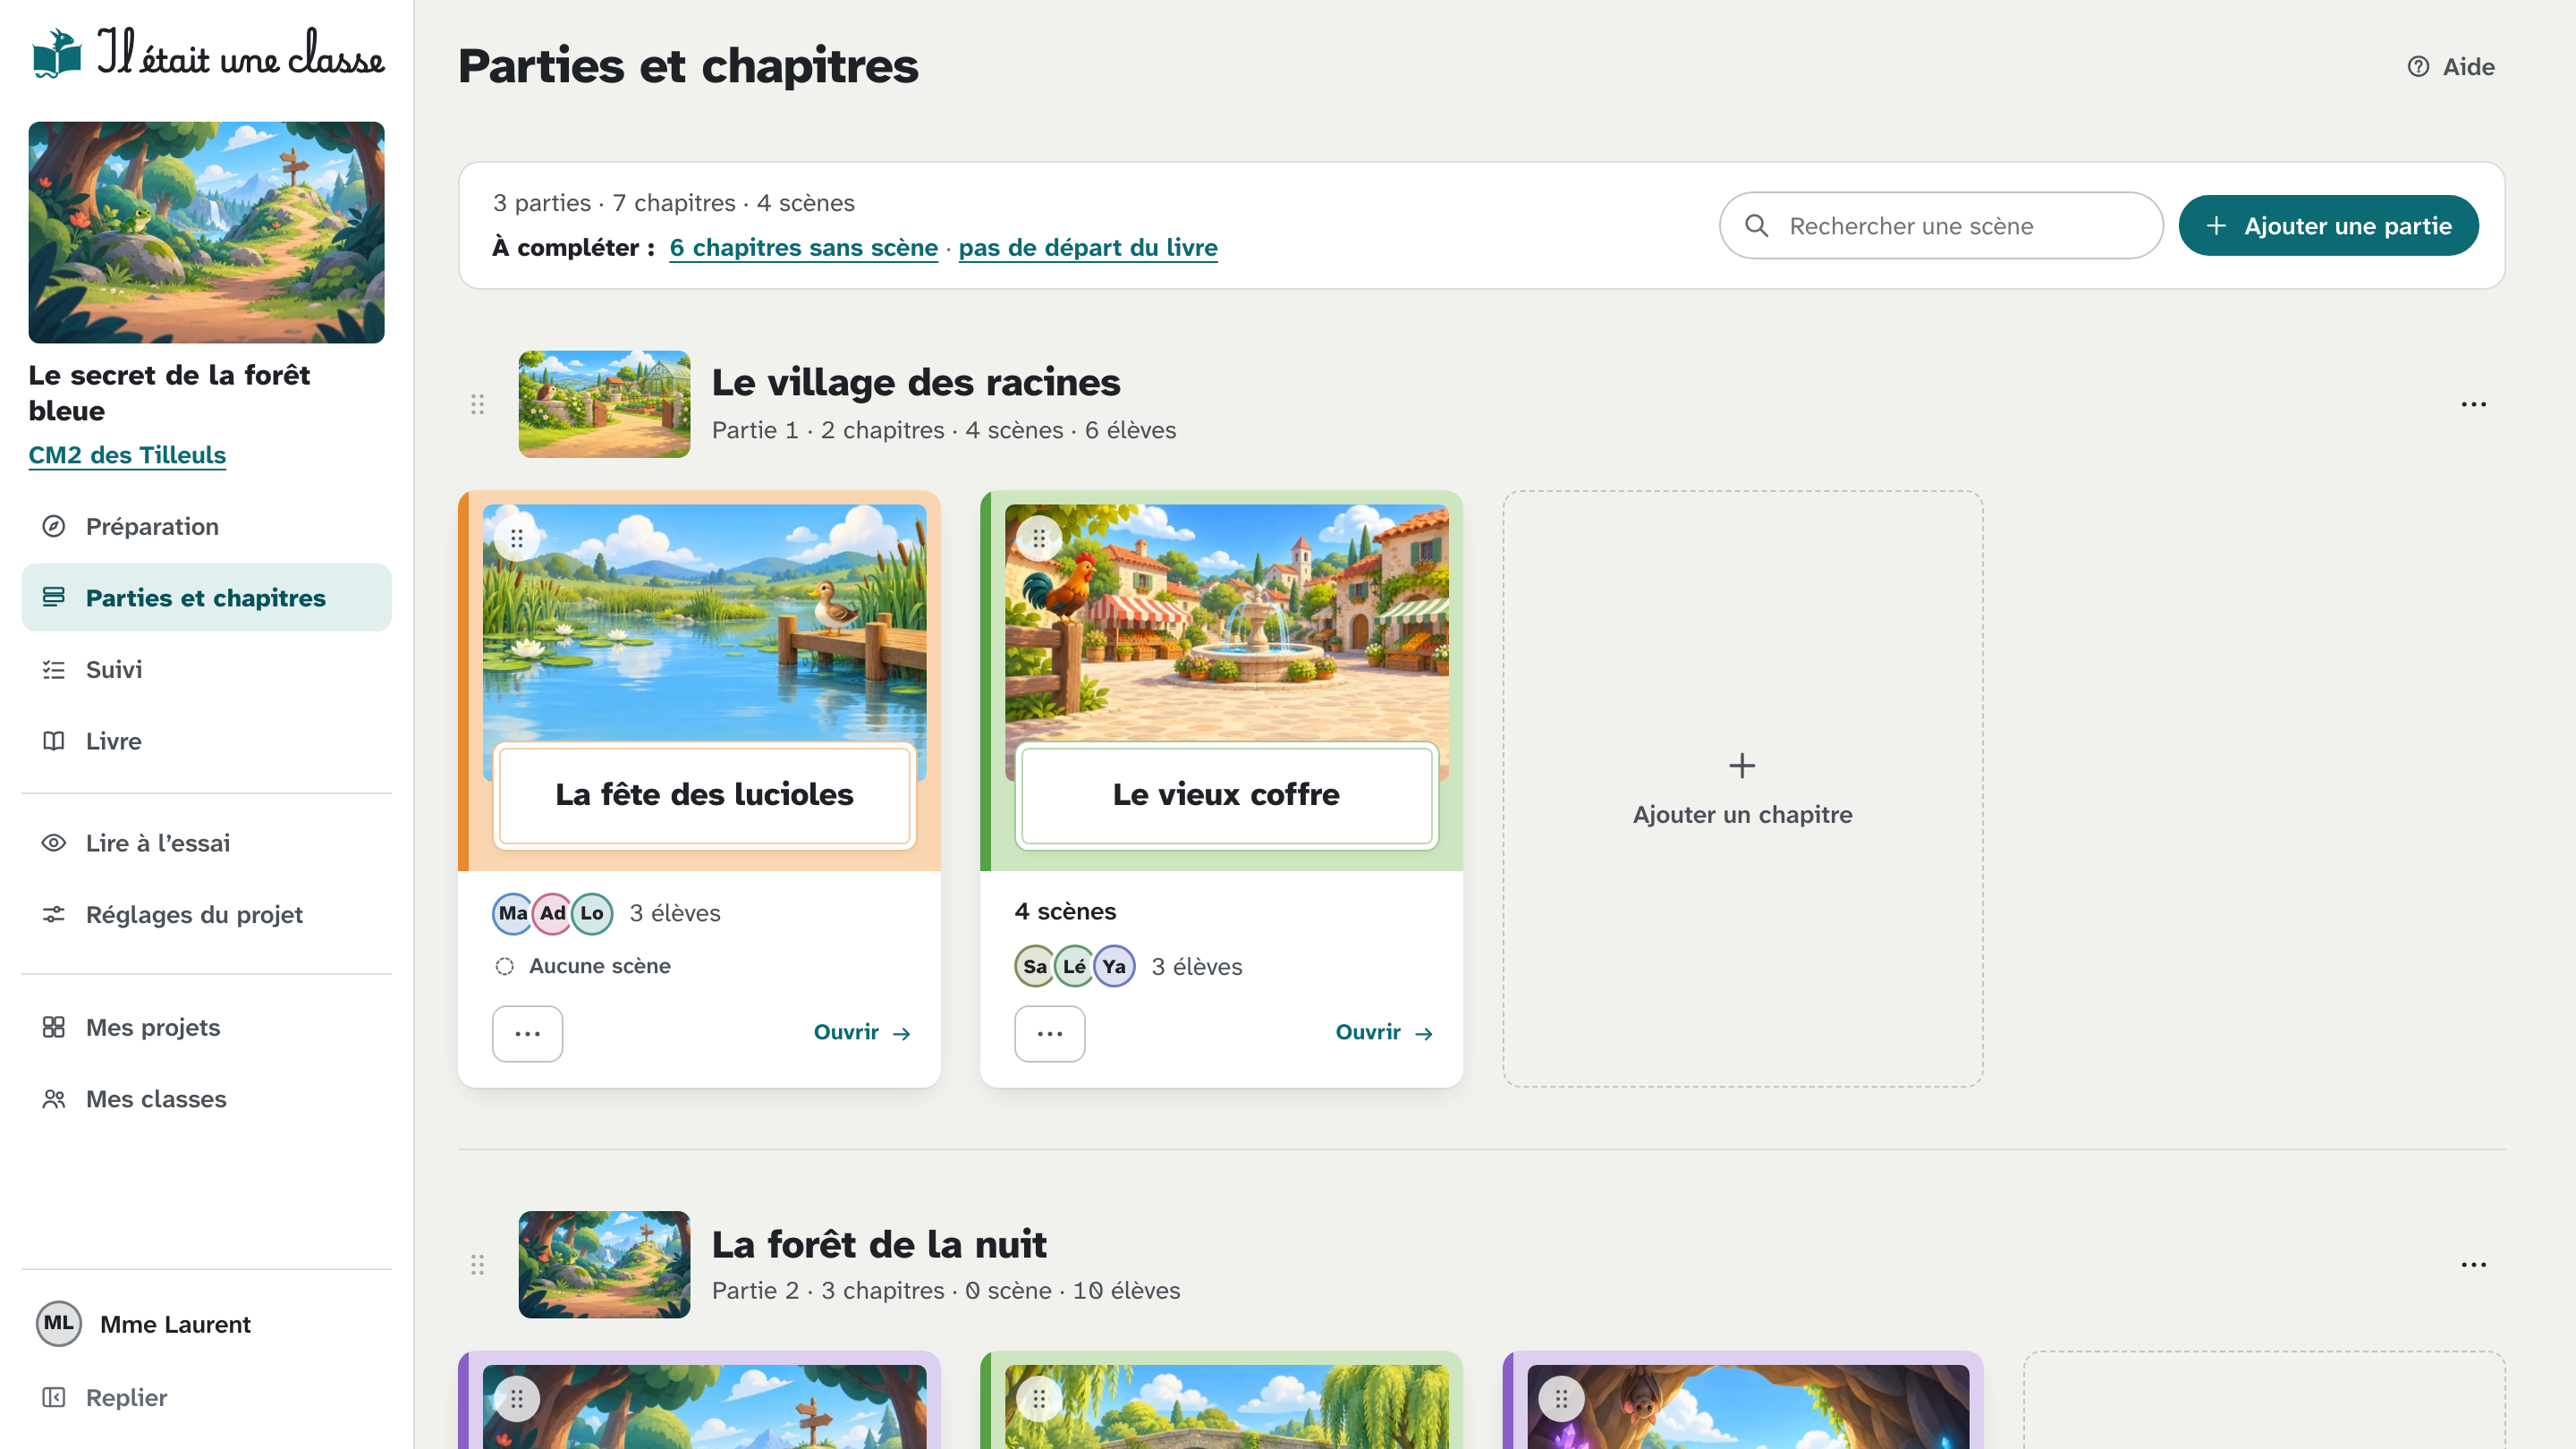 Il était une classe
Le secret de la forêt
bleue
CM2 des Tilleuls
Préparation
Parties et chapitres
Suivi
Livre
Lire à l’essai
Réglages du projet
Mes projets
Mes classes
ML Mme Laurent
Replier
Parties et chapitres
Aide
3 parties · 7 chapitres · 4 scènes
À compléter : 6 chapitres sans scène · pas de départ du livre
Rechercher une scène
Ajouter une partie
Le village des racines
Partie 1 · 2 chapitres · 4 scènes · 6 élèves
La fête des lucioles
Ma Ad Lo 3 élèves
Aucune scène
Ouvrir
Le vieux coffre
4 scènes
Sa Lé Ya 3 élèves
Ouvrir
Ajouter un chapitre
La forêt de la nuit
Partie 2 · 3 chapitres · 0 scène · 10 élèves